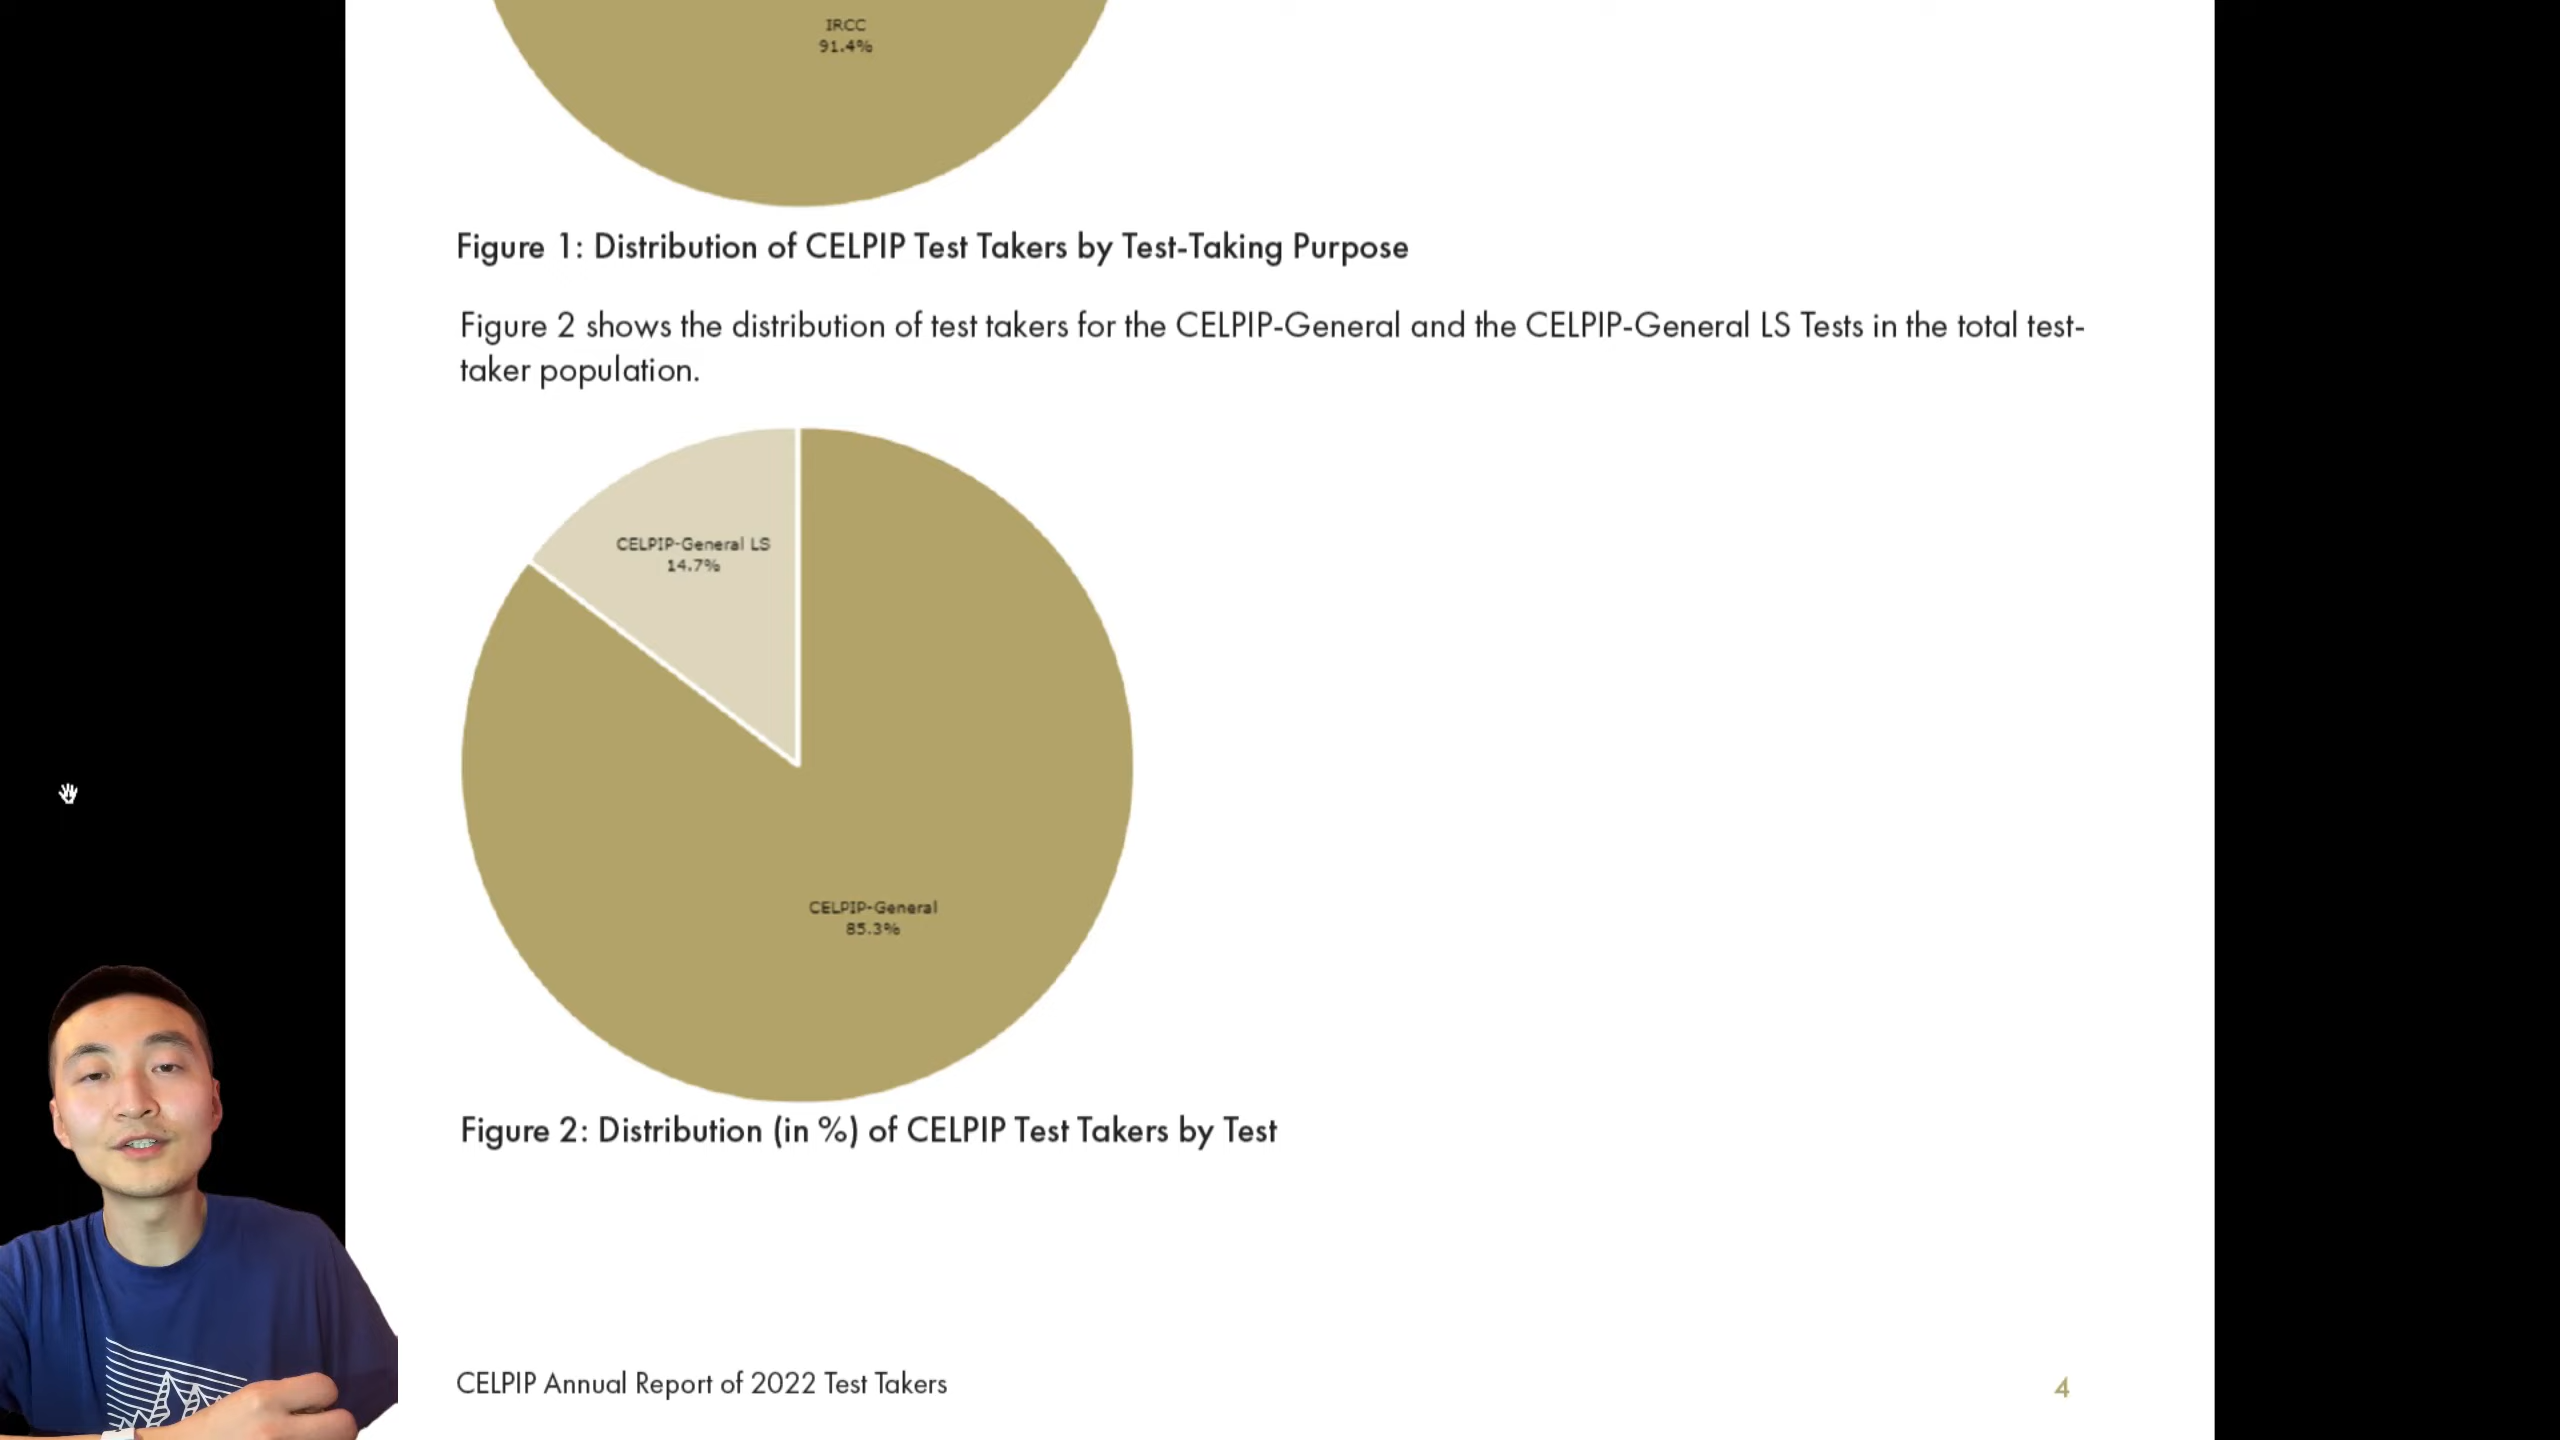 IRCC
91.4%
Figure 1: Distribution of CELPIP Test Takers by Test-Taking Purpose
Figure 2 shows the distribution of test takers for the CELPIP-General and the CELPIP-General LS Tests in the total test-
taker population.
CELPIP-General LS
14.7%
CELPIP-General
85.3%
Figure 2: Distribution (in %) of CELPIP Test Takers by Test
CELPIP Annual Report of 2022 Test Takers
4